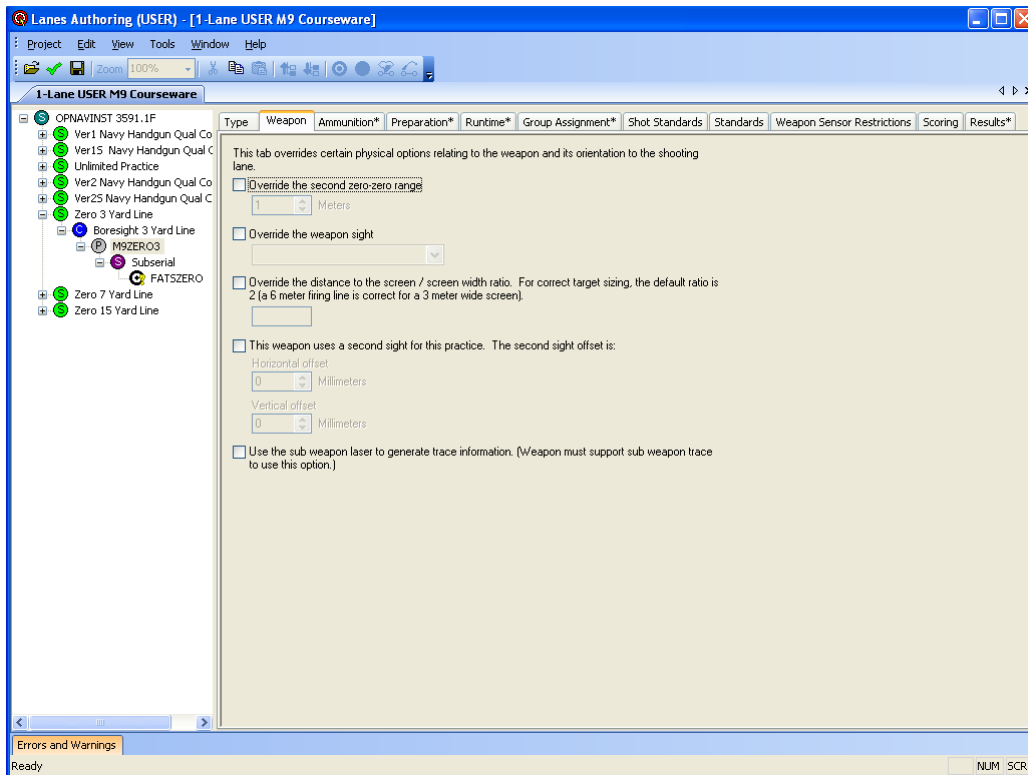 Lanes Authoring (USER) - [1-Lane USER M9 Courseware]
Project Edit View Tools Window Help
Zoom 100%
1-Lane USER M9 Courseware
OPNAVINST 3591.1F
Ver1 Navy Handgun Qual Co
Ver1S Navy Handgun Qual C
Unlimited Practice
Ver2 Navy Handgun Qual Co
Ver2S Navy Handgun Qual C
Zero 3 Yard Line
Boresight 3 Yard Line
M9ZERO3
Subserial
FATSZERO
Zero 7 Yard Line
Zero 15 Yard Line
Type Weapon Ammunition* Preparation* Runtime* Group Assignment* Shot Standards Standards Weapon Sensor Restrictions Scoring Results*
This tab overrides certain physical options relating to the weapon and its orientation to the shooting
lane.
Override the second zero-zero range
1 Meters
Override the weapon sight
Override the distance to the screen / screen width ratio. For correct target sizing, the default ratio is
2 (a 6 meter firing line is correct for a 3 meter wide screen).
This weapon uses a second sight for this practice. The second sight offset is:
Horizontal offset
0 Millimeters
Vertical offset
0 Millimeters
Use the sub weapon laser to generate trace information. (Weapon must support sub weapon trace
to use this option.)
Errors and Warnings
Ready NUM SCR